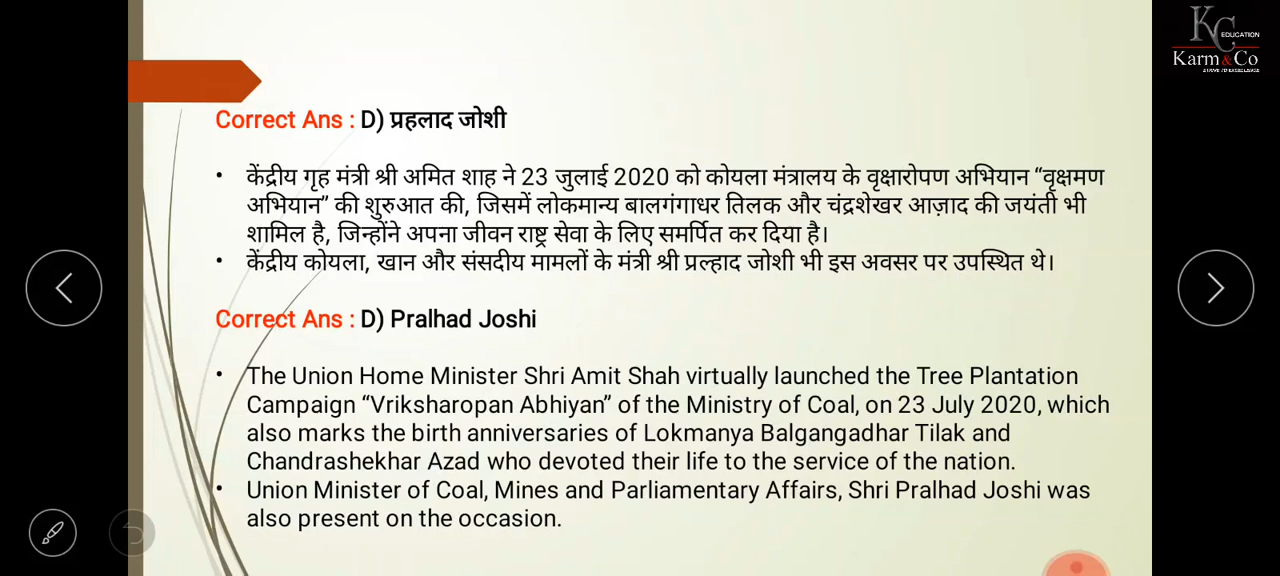 KC EDUCATION
Karm&Co
Correct Ans : D) प्रहलाद जोशी
• केंद्रीय गृह मंत्री श्री अमित शाह ने 23 जुलाई 2020 को कोयला मंत्रालय के वृक्षारोपण अभियान “वृक्षमण
अभियान” की शुरुआत की, जिसमें लोकमान्य बालगंगाधर तिलक और चंद्रशेखर आज़ाद की जयंती भी
शामिल है, जिन्होंने अपना जीवन राष्ट्र सेवा के लिए समर्पित कर दिया है।
• केंद्रीय कोयला, खान और संसदीय मामलों के मंत्री श्री प्रल्हाद जोशी भी इस अवसर पर उपस्थित थे।
Correct Ans : D) Pralhad Joshi
• The Union Home Minister Shri Amit Shah virtually launched the Tree Plantation
Campaign “Vriksharopan Abhiyan” of the Ministry of Coal, on 23 July 2020, which
also marks the birth anniversaries of Lokmanya Balgangadhar Tilak and
Chandrashekhar Azad who devoted their life to the service of the nation.
• Union Minister of Coal, Mines and Parliamentary Affairs, Shri Pralhad Joshi was
also present on the occasion.